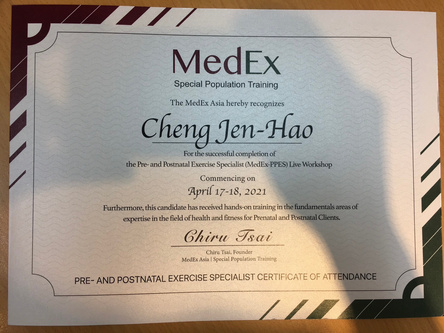 MedEx
Special Population Training
The MedEx Asia hereby recognizes
Cheng Jen-Hao
For the successful completion of
the Pre- and Postnatal Exercise Specialist (MedEx-PPES) Live Workshop
Commencing on
April 17-18, 2021
Furthermore, this candidate has received hands-on training in the fundamentals areas of
expertise in the field of health and fitness for Prenatal and Postnatal Clients.
Chiru Tsai
Chiru Tsai, Founder
MedEx Asia | Special Population Training
PRE- AND POSTNATAL EXERCISE SPECIALIST CERTIFICATE OF ATTENDANCE